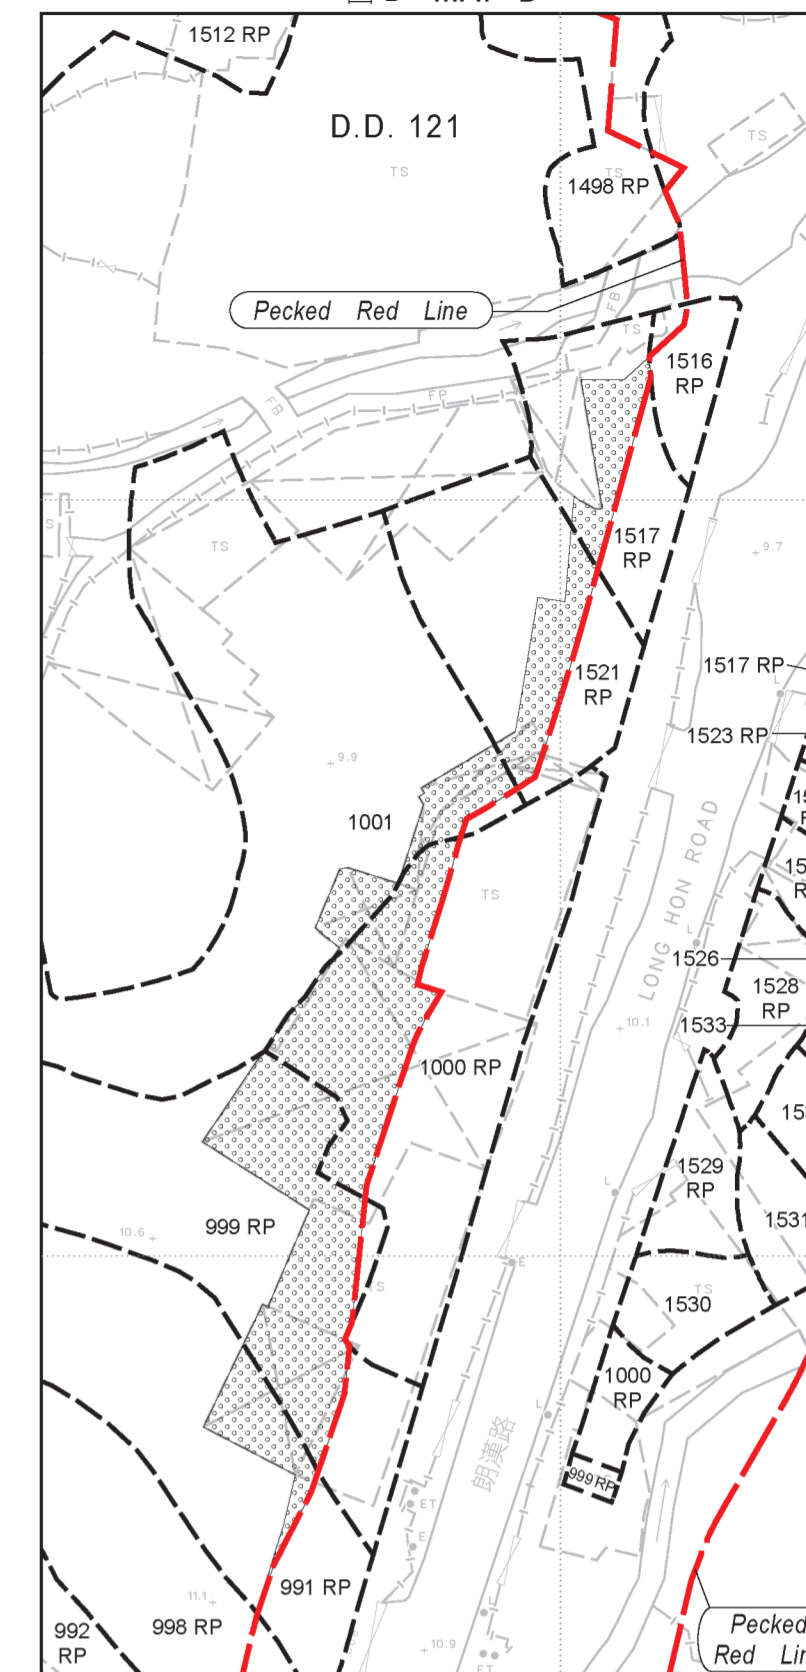 1512 RP
D.D. 121
TS
TS
TS
1498 RP
Pecked Red Line
FB
TS
1516
RP
FP
FB
S
TS
1517
RP
9.7
1521
RP
1517 RP
L
1523 RP
9.9
1001
LONG HON ROAD
TS
L
1526
1528
RP
10.1
1533
1000 RP
1529
RP
L
999 RP
10.6
1531
E
TS
1530
1000
RP
L
朗漢路
999 RP
ET
E
991 RP
11.1
998 RP
992
RP
10.9
ET
Pecked
Red